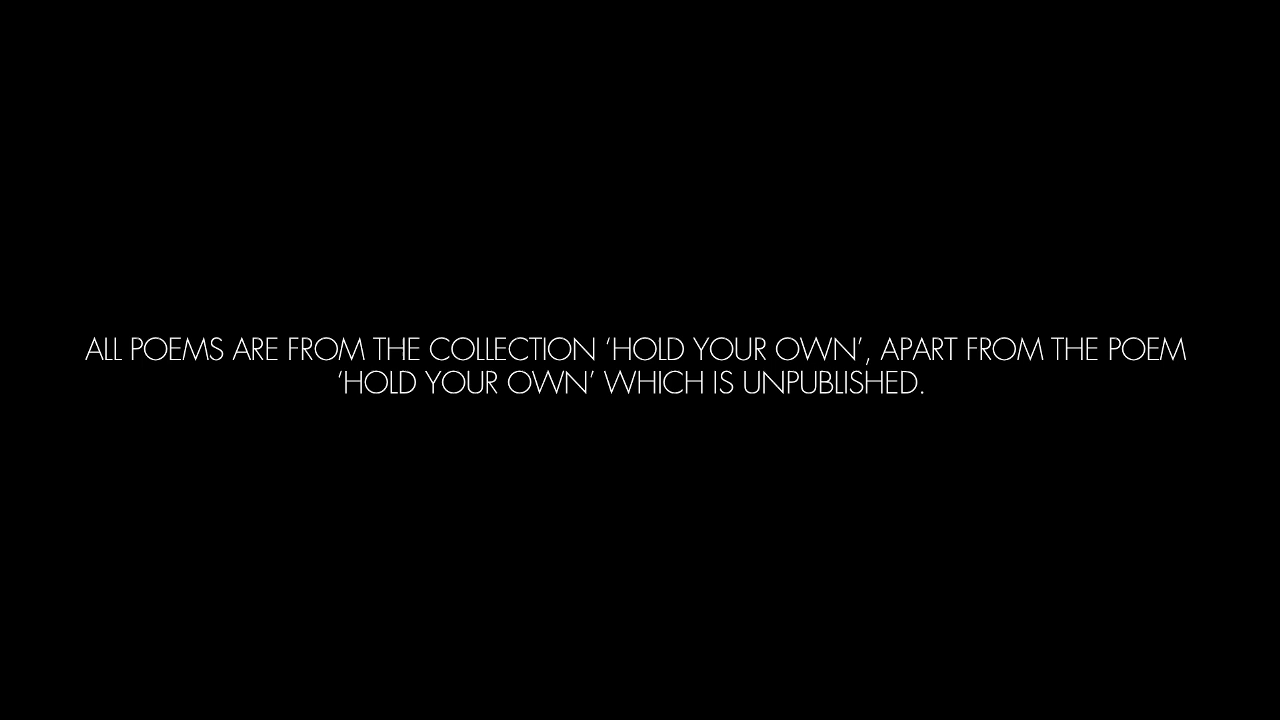 ALL POEMS ARE FROM THE COLLECTION ‘HOLD YOUR OWN’, APART FROM THE POEM
‘HOLD YOUR OWN’ WHICH IS UNPUBLISHED.